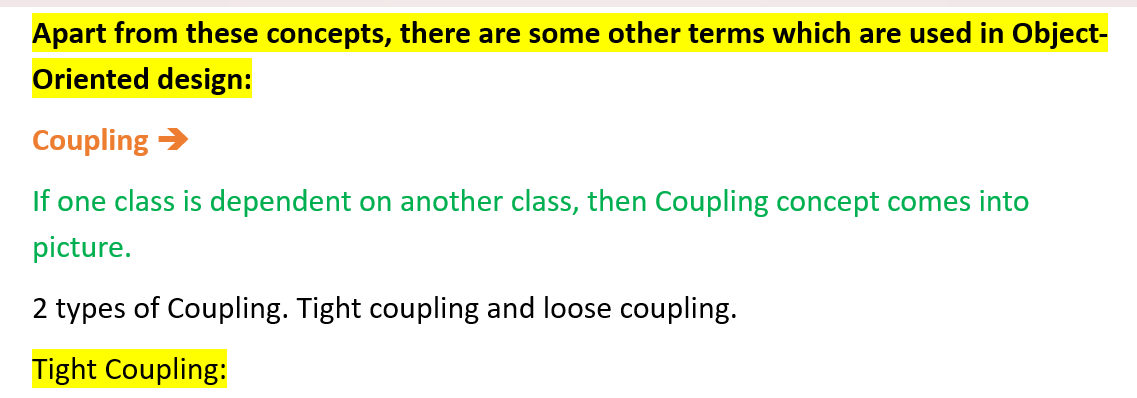 Apart from these concepts, there are some other terms which are used in Object-
Oriented design:
Coupling ➔
If one class is dependent on another class, then Coupling concept comes into
picture.
2 types of Coupling. Tight coupling and loose coupling.
Tight Coupling: